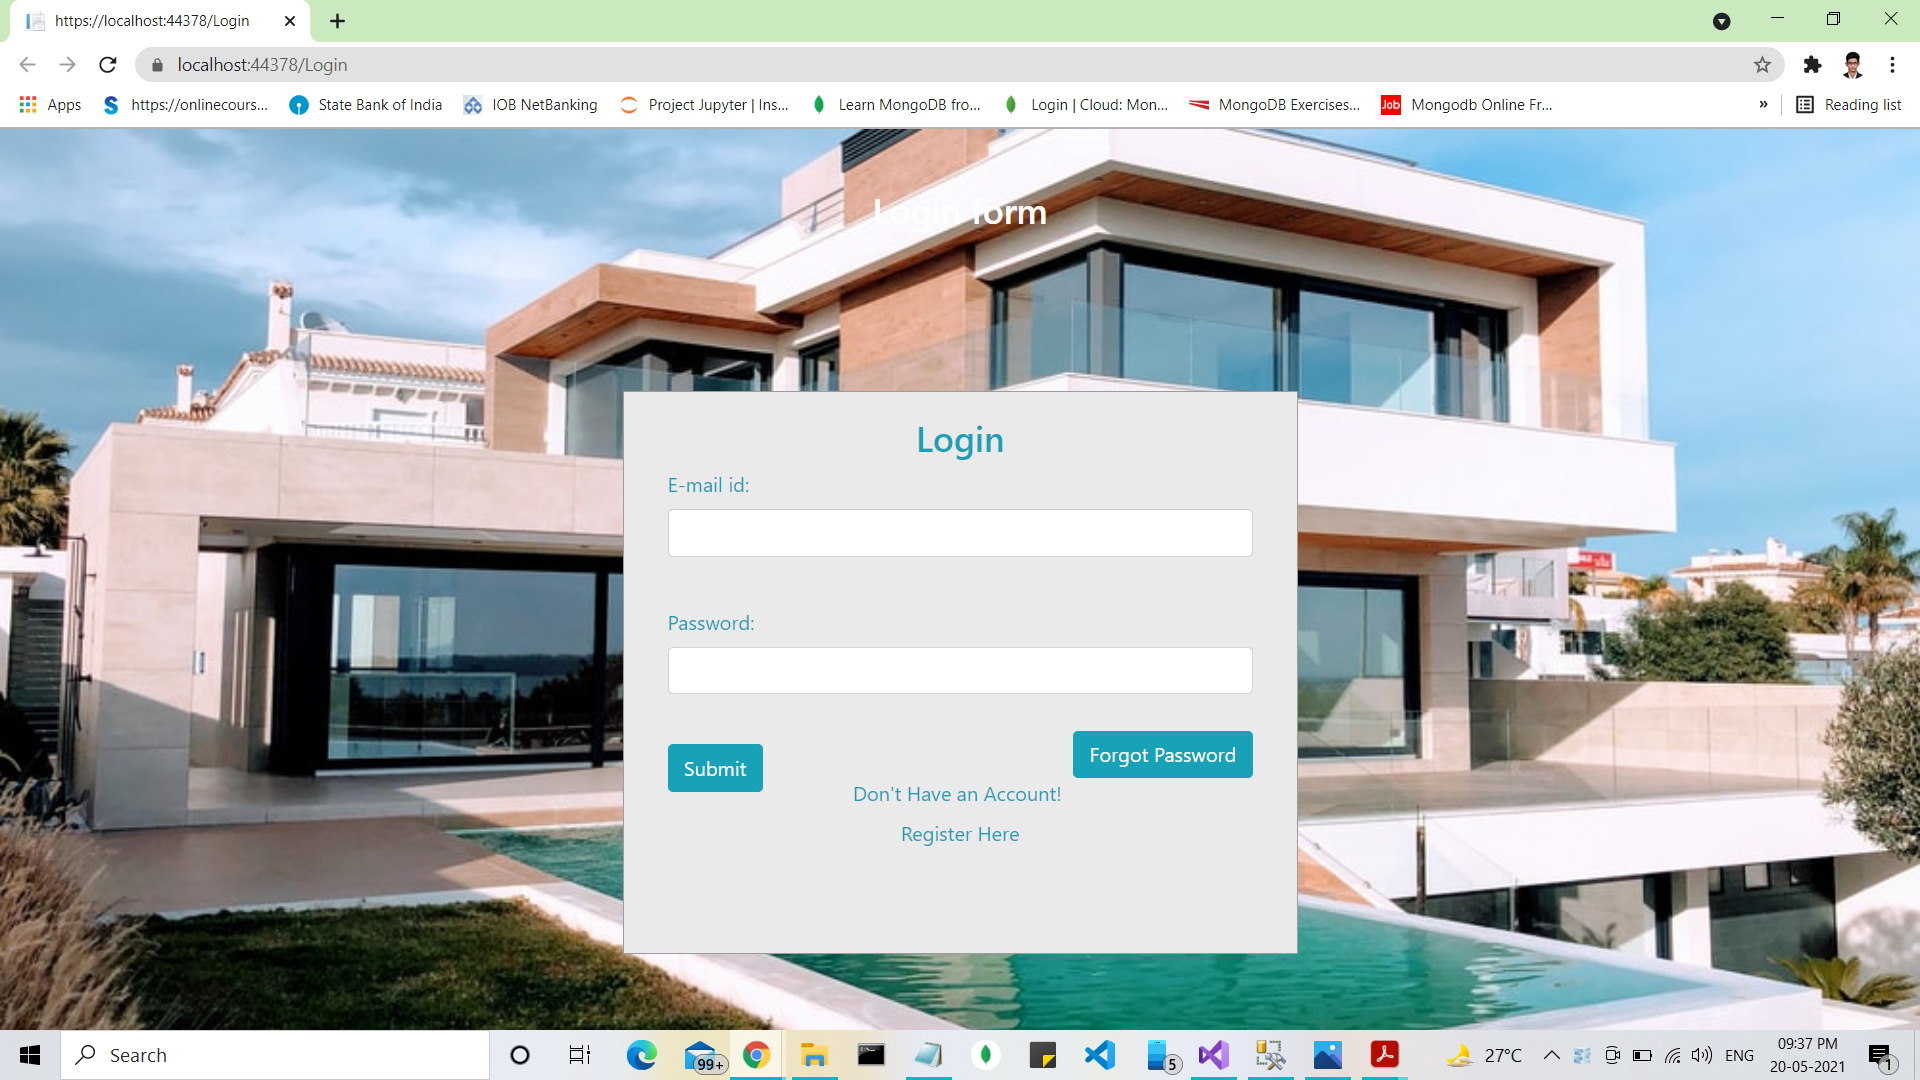 https://localhost:44378/Login
localhost:44378/Login
Apps
https://onlinecours...
State Bank of India
IOB NetBanking
Project Jupyter | Ins...
Learn MongoDB fro...
Login | Cloud: Mon...
MongoDB Exercises...
Job
Mongodb Online Fr...
»
Reading list
Login form
Login
E-mail id:
Password:
Submit
Forgot Password
Don't Have an Account!
Register Here
Search
99+
5
27°C
ENG
09:37 PM
20-05-2021
1